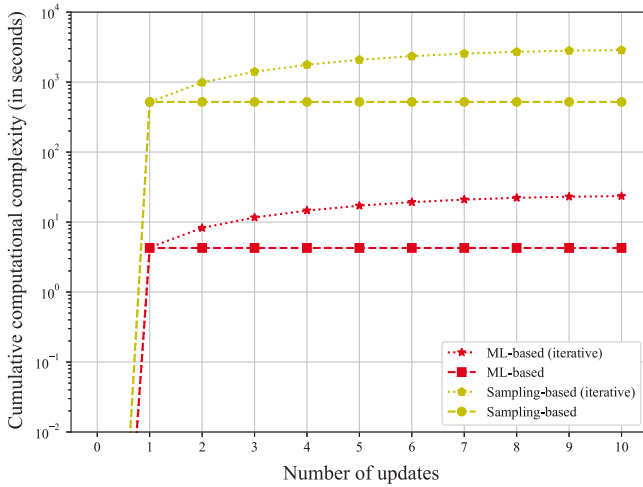 Cumulative computational complexity (in seconds)
10^4
10^3
10^2
10^1
10^0
10^−1
10^−2
0 1 2 3 4 5 6 7 8 9 10
Number of updates
ML-based (iterative)
ML-based
Sampling-based (iterative)
Sampling-based